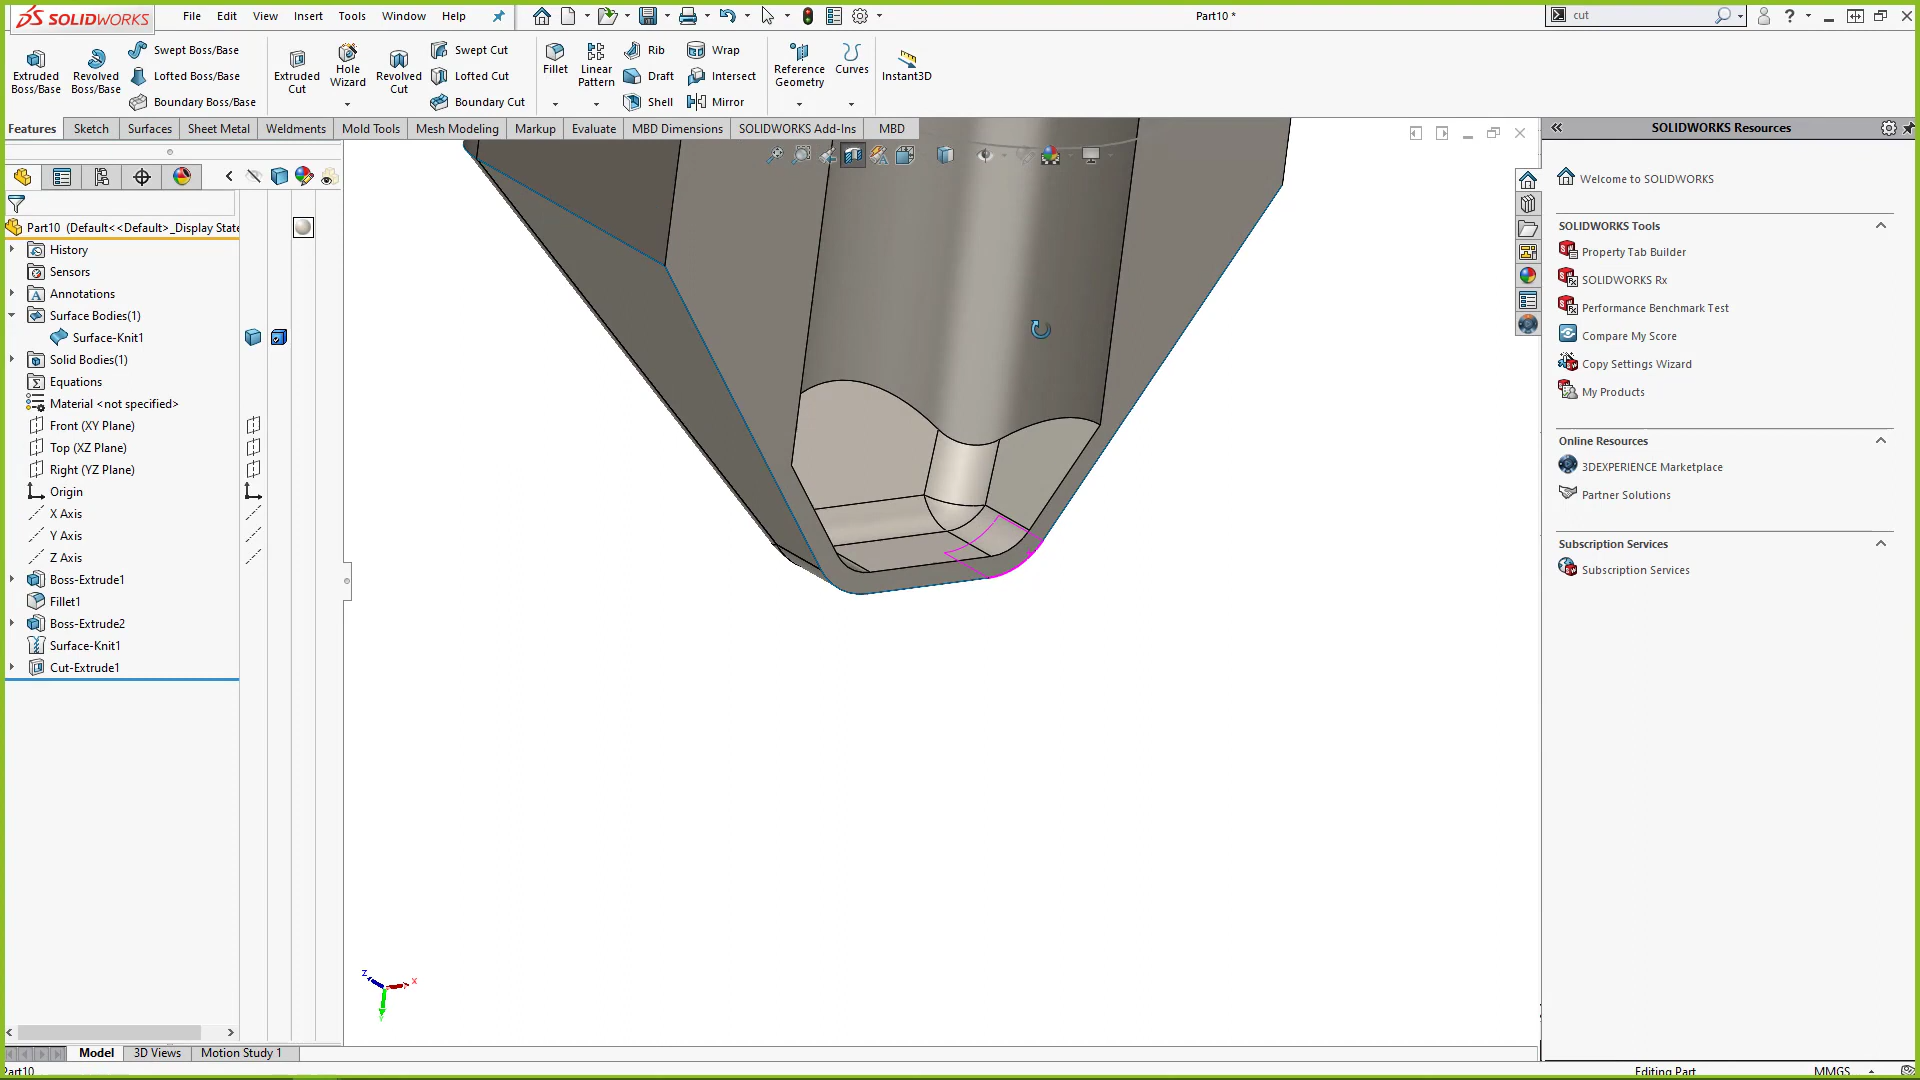 SOLIDWORKS File Edit View Insert Tools Window Help Part10 * cut
Extruded Boss/Base
Revolved Boss/Base
Swept Boss/Base
Lofted Boss/Base
Boundary Boss/Base
Extruded Cut
Hole Wizard
Revolved Cut
Swept Cut
Lofted Cut
Boundary Cut
Fillet
Linear Pattern
Rib
Draft
Shell
Wrap
Intersect
Mirror
Reference Geometry
Curves
Instant3D
Features Sketch Surfaces Sheet Metal Weldments Mold Tools Mesh Modeling Markup Evaluate MBD Dimensions SOLIDWORKS Add-Ins MBD
Part10 (Default<<Default>_Display State
History
Sensors
Annotations
Surface Bodies(1)
Surface-Knit1
Solid Bodies(1)
Equations
Material <not specified>
Front (XY Plane)
Top (XZ Plane)
Right (YZ Plane)
Origin
X Axis
Y Axis
Z Axis
Boss-Extrude1
Fillet1
Boss-Extrude2
Surface-Knit1
Cut-Extrude1
Z X
Y
SOLIDWORKS Resources
Welcome to SOLIDWORKS
SOLIDWORKS Tools
Property Tab Builder
SOLIDWORKS Rx
Performance Benchmark Test
Compare My Score
Copy Settings Wizard
My Products
Online Resources
3DEXPERIENCE Marketplace
Partner Solutions
Subscription Services
Subscription Services
Model 3D Views Motion Study 1
Part10 Editing Part MMGS